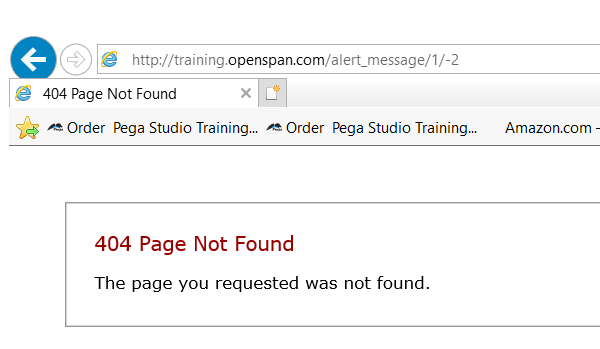 http://training.openspan.com/alert_message/1/-2
404 Page Not Found
Order Pega Studio Training... Order Pega Studio Training... Amazon.com -
404 Page Not Found
The page you requested was not found.